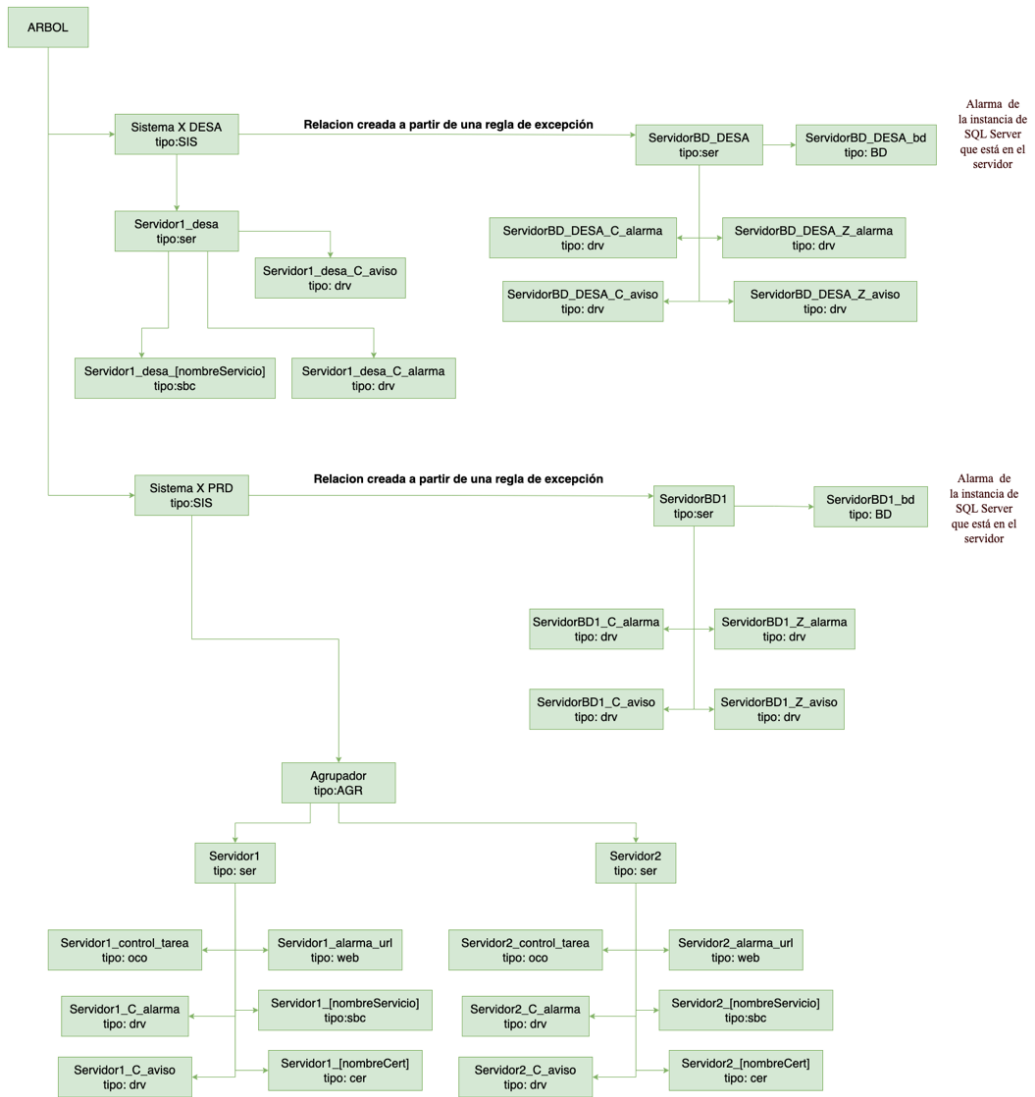 ARBOL
Sistema X DESA
tipo:SIS
Relacion creada a partir de una regla de excepción
ServidorBD_DESA
tipo:ser
ServidorBD_DESA_bd
tipo: BD
Alarma de
la instancia de
SQL Server
que está en el
servidor
Servidor1_desa
tipo:ser
Servidor1_desa_C_aviso
tipo: drv
ServidorBD_DESA_C_alarma
tipo: drv
ServidorBD_DESA_Z_alarma
tipo: drv
ServidorBD_DESA_C_aviso
tipo: drv
ServidorBD_DESA_Z_aviso
tipo: drv
Servidor1_desa_[nombreServicio]
tipo:sbc
Servidor1_desa_C_alarma
tipo: drv
Sistema X PRD
tipo:SIS
Relacion creada a partir de una regla de excepción
ServidorBD1
tipo:ser
ServidorBD1_bd
tipo: BD
Alarma de
la instancia de
SQL Server
que está en el
servidor
ServidorBD1_C_alarma
tipo: drv
ServidorBD1_Z_alarma
tipo: drv
ServidorBD1_C_aviso
tipo: drv
ServidorBD1_Z_aviso
tipo: drv
Agrupador
tipo:AGR
Servidor1
tipo: ser
Servidor2
tipo: ser
Servidor1_control_tarea
tipo: oco
Servidor1_alarma_url
tipo: web
Servidor2_control_tarea
tipo: oco
Servidor2_alarma_url
tipo: web
Servidor1_C_alarma
tipo: drv
Servidor1_[nombreServicio]
tipo:sbc
Servidor2_C_alarma
tipo: drv
Servidor2_[nombreServicio]
tipo:sbc
Servidor1_C_aviso
tipo: drv
Servidor1_[nombreCert]
tipo: cer
Servidor2_C_aviso
tipo: drv
Servidor2_[nombreCert]
tipo: cer